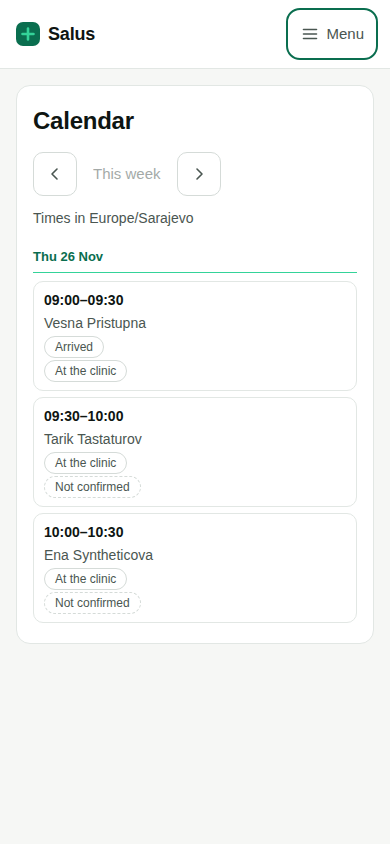 Salus
Menu
Calendar
This week
Times in Europe/Sarajevo
Thu 26 Nov
09:00–09:30
Vesna Pristupna
Arrived
At the clinic
09:30–10:00
Tarik Tastaturov
At the clinic
Not confirmed
10:00–10:30
Ena Syntheticova
At the clinic
Not confirmed